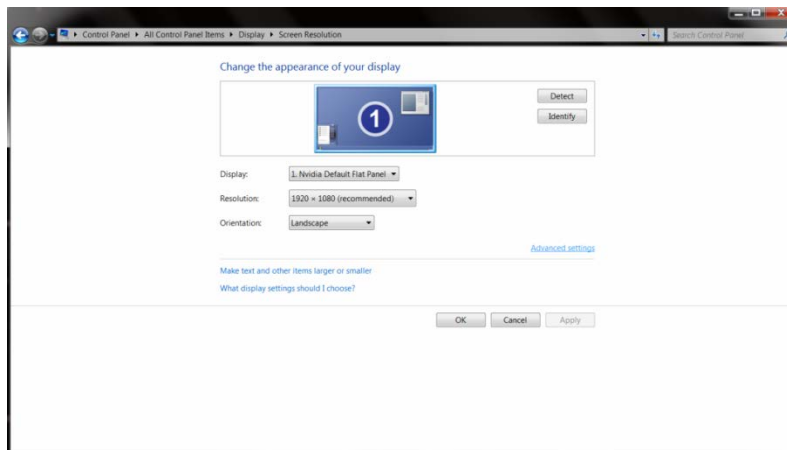 Control Panel ▸ All Control Panel Items ▸ Display ▸ Screen Resolution
Search Control Panel
Change the appearance of your display
1
Detect
Identify
Display: 1. Nvidia Default Flat Panel
Resolution: 1920 × 1080 (recommended)
Orientation: Landscape
Advanced settings
Make text and other items larger or smaller
What display settings should I choose?
OK Cancel Apply